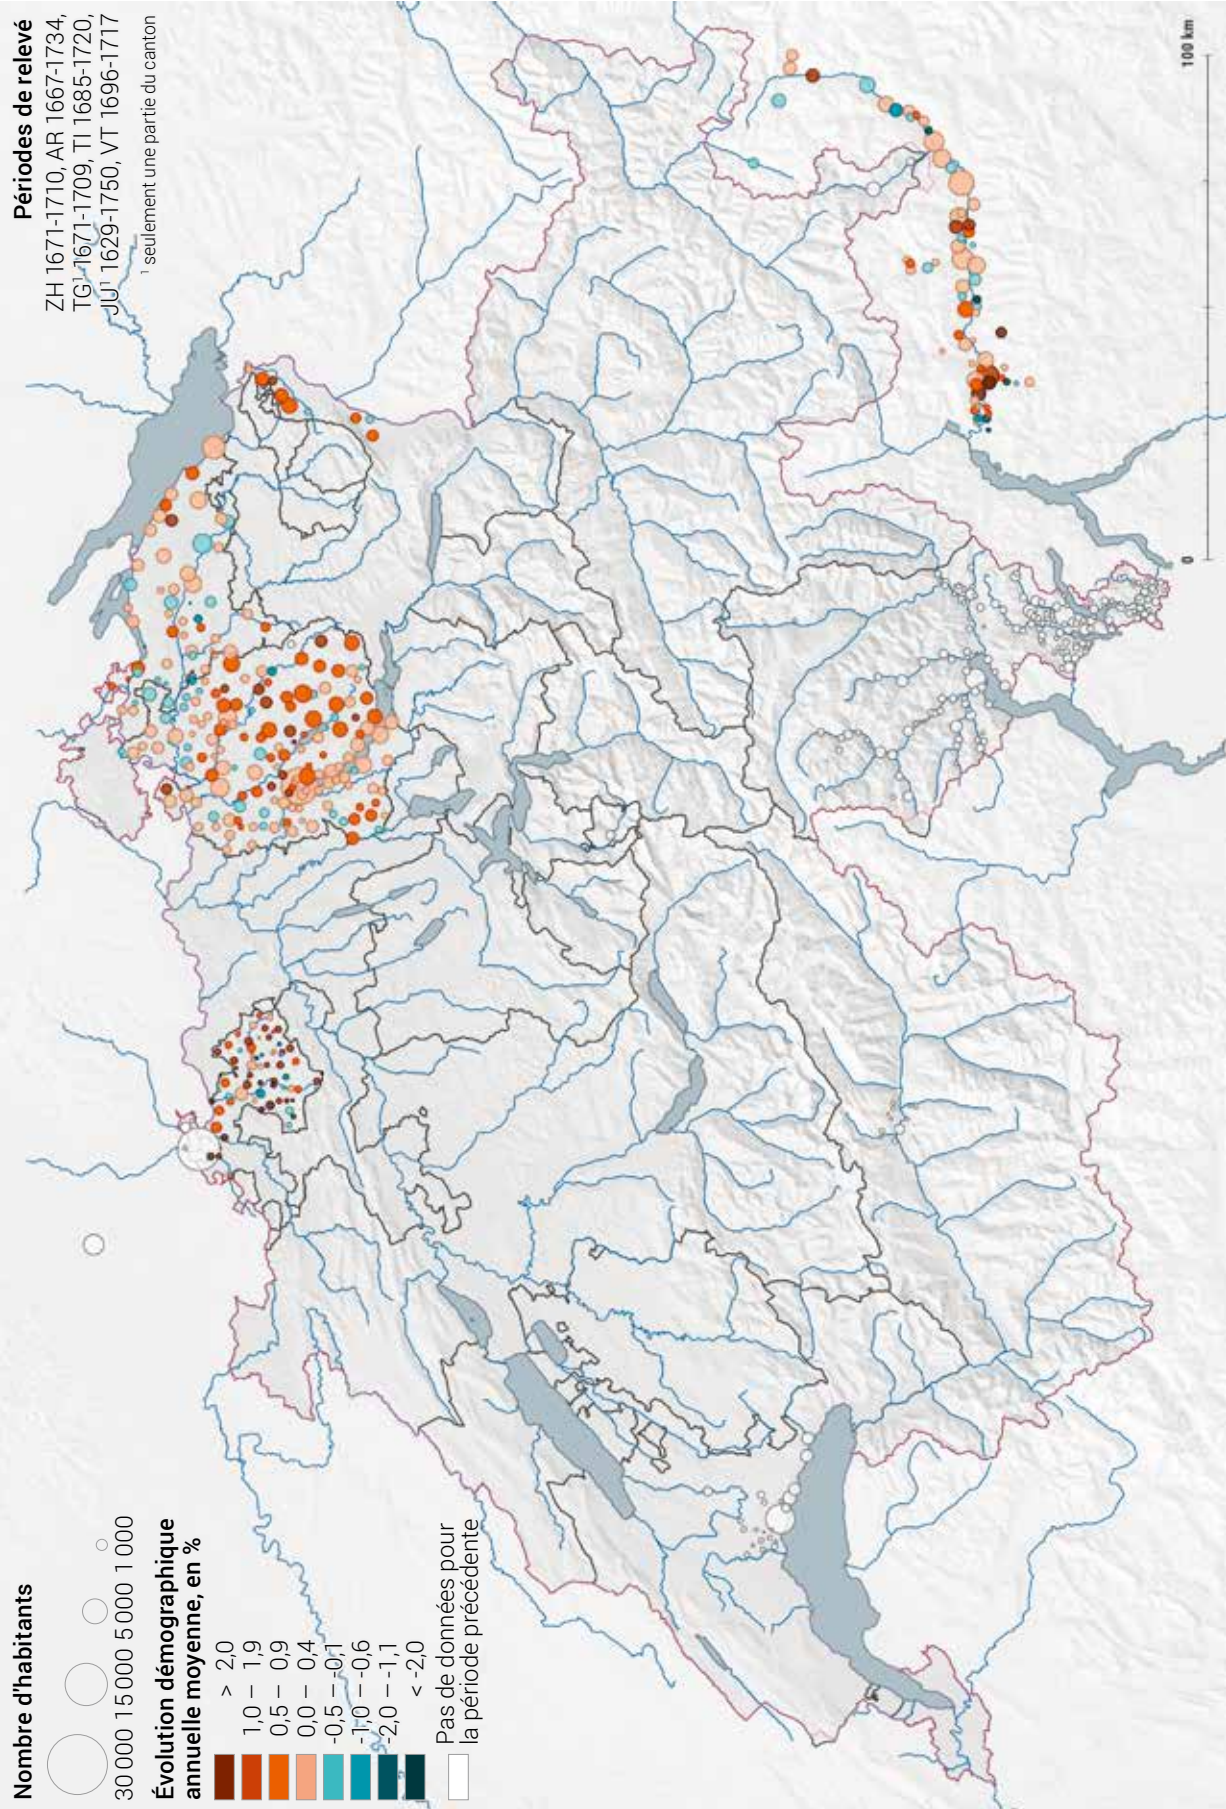 Nombre d'habitants
30 000 15 000 5 000 1 000
Évolution démographique
annuelle moyenne, en %
> 2,0
1,0 – 1,9
0,5 – 0,9
0,0 – 0,4
-0,5 – -0,1
-1,0 – -0,6
-2,0 – -1,1
< -2,0
Pas de données pour
la période précédente
Périodes de relevé
ZH 1671-1710, AR 1667-1734,
TG¹ 1671-1709, TI 1685-1720,
JU¹ 1629-1750, VT 1696-1717
¹ seulement une partie du canton
0 100 km